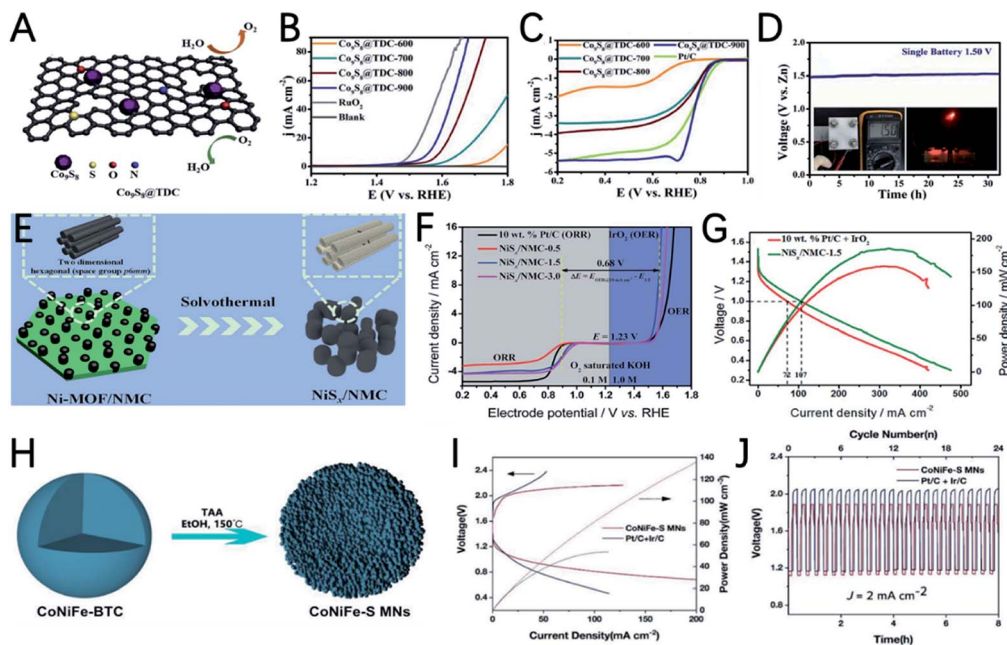 A
H2O
O2
O2
H2O
Co9S8 S O N
Co9S8@TDC
B
j (mA cm-2)
80
60
40
20
0
Co9S8@TDC-600
Co9S8@TDC-700
Co9S8@TDC-800
Co9S8@TDC-900
RuO2
Blank
1.2 1.4 1.6 1.8
E (V vs. RHE)
C
j (mA cm-2)
1
0
-1
-2
-3
-4
-5
-6
Co9S8@TDC-600 Co9S8@TDC-900
Co9S8@TDC-700 Pt/C
Co9S8@TDC-800
0.2 0.4 0.6 0.8 1.0
E (V vs. RHE)
D
Voltage (V vs. Zn)
2.0
1.5
1.0
0.5
0.0
Single Battery 1.50 V
0 5 10 15 20 25 30
Time (h)
E
Two dimensional
hexagonal (space group p6mm)
Solvothermal
Ni-MOF/NMC
NiSx/NMC
F
Current density / mA cm-2
16
12
8
4
0
-4
10 wt. % Pt/C (ORR) IrO2 (OER)
NiSx/NMC-0.5
NiSx/NMC-1.5
NiSx/NMC-3.0
0.68 V
OER
E = 1.23 V
ORR
O2 saturated KOH
0.1 M 1.0 M
0.2 0.4 0.6 0.8 1.0 1.2 1.4 1.6 1.8
Electrode potential / V vs. RHE
G
Voltage / V
1.6
1.4
1.2
1.0
0.8
0.6
0.4
0.2
10 wt. % Pt/C + IrO2
NiSx/NMC-1.5
72 107
0 100 200 300 400 500
Current density / mA cm-2
200
150
100
50
0
Power density / mW cm-2
H
TAA
EtOH, 150℃
CoNiFe-BTC
CoNiFe-S MNs
I
Voltage(V)
2.4
2.0
1.6
1.2
0.8
0.4
CoNiFe-S MNs
Pt/C+Ir/C
0 50 100 150 200
Current Density(mA cm-2)
140
120
100
80
60
40
20
0
Power Density(mW cm-2)
J
Cycle Number(n)
0 6 12 18 24
Voltage(V)
2.4
2.0
1.6
1.2
0.8
CoNiFe-S MNs
Pt/C + Ir/C
J = 2 mA cm-2
0 2 4 6 8
Time(h)